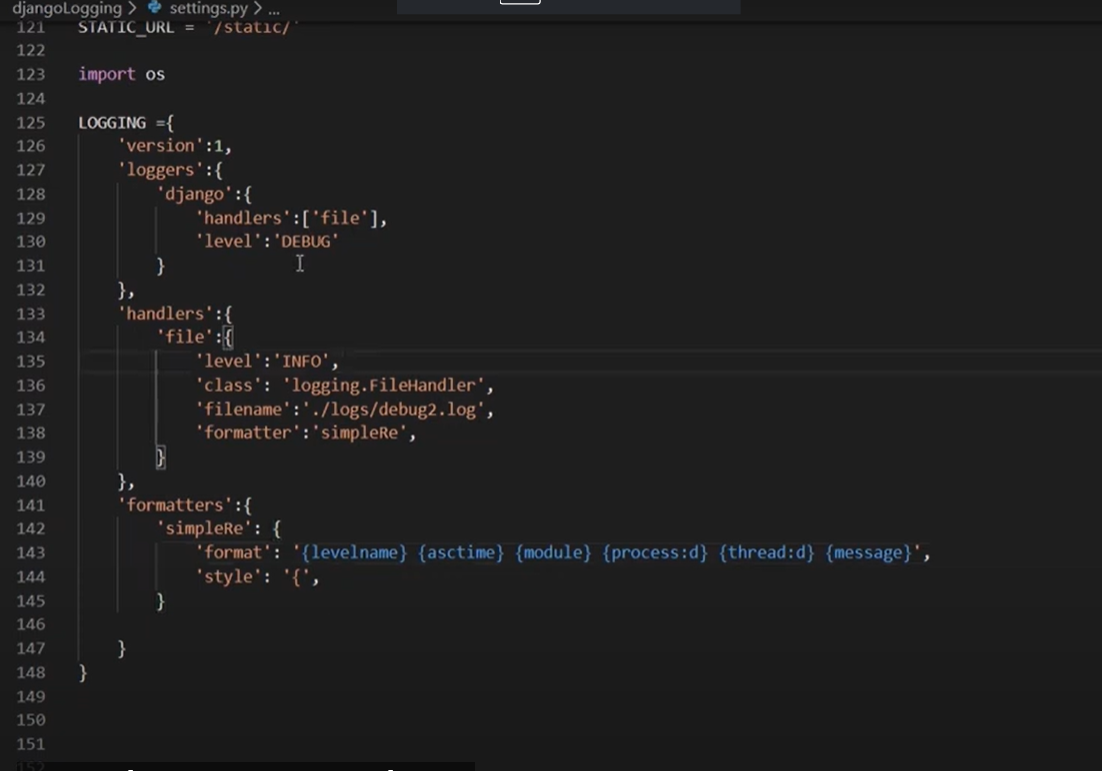 djangoLogging > settings.py > ...
121 STATIC_URL = '/static/'
122
123 import os
124
125 LOGGING ={
126     'version':1,
127     'loggers':{
128         'django':{
129             'handlers':['file'],
130             'level':'DEBUG'
131         }
132     },
133     'handlers':{
134         'file':{
135             'level':'INFO',
136             'class': 'logging.FileHandler',
137             'filename':'./logs/debug2.log',
138             'formatter':'simpleRe',
139         }
140     },
141     'formatters':{
142         'simpleRe': {
143             'format': '{levelname} {asctime} {module} {process:d} {thread:d} {message}',
144             'style': '{',
145         }
146
147     }
148 }
149
150
151